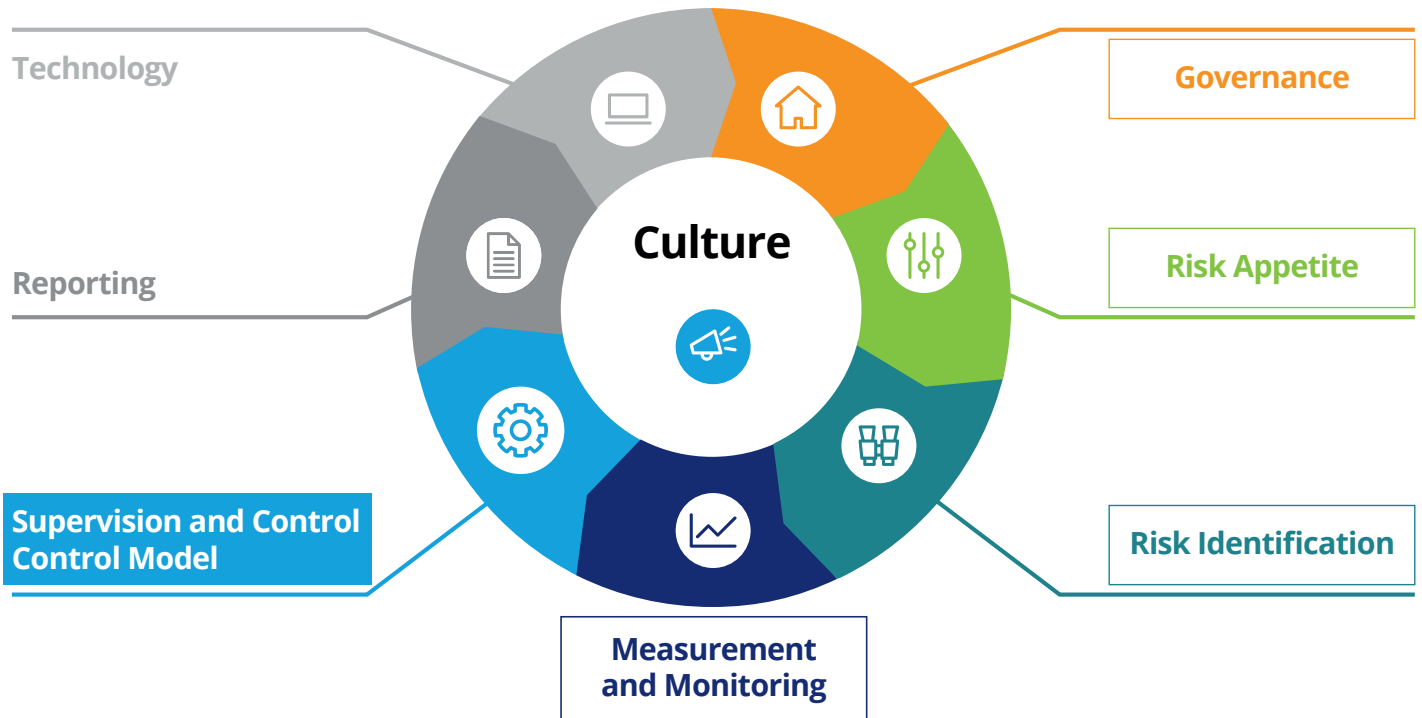 Technology
Governance
Culture
Risk Appetite
Reporting
Supervision and Control
Control Model
Risk Identification
Measurement
and Monitoring